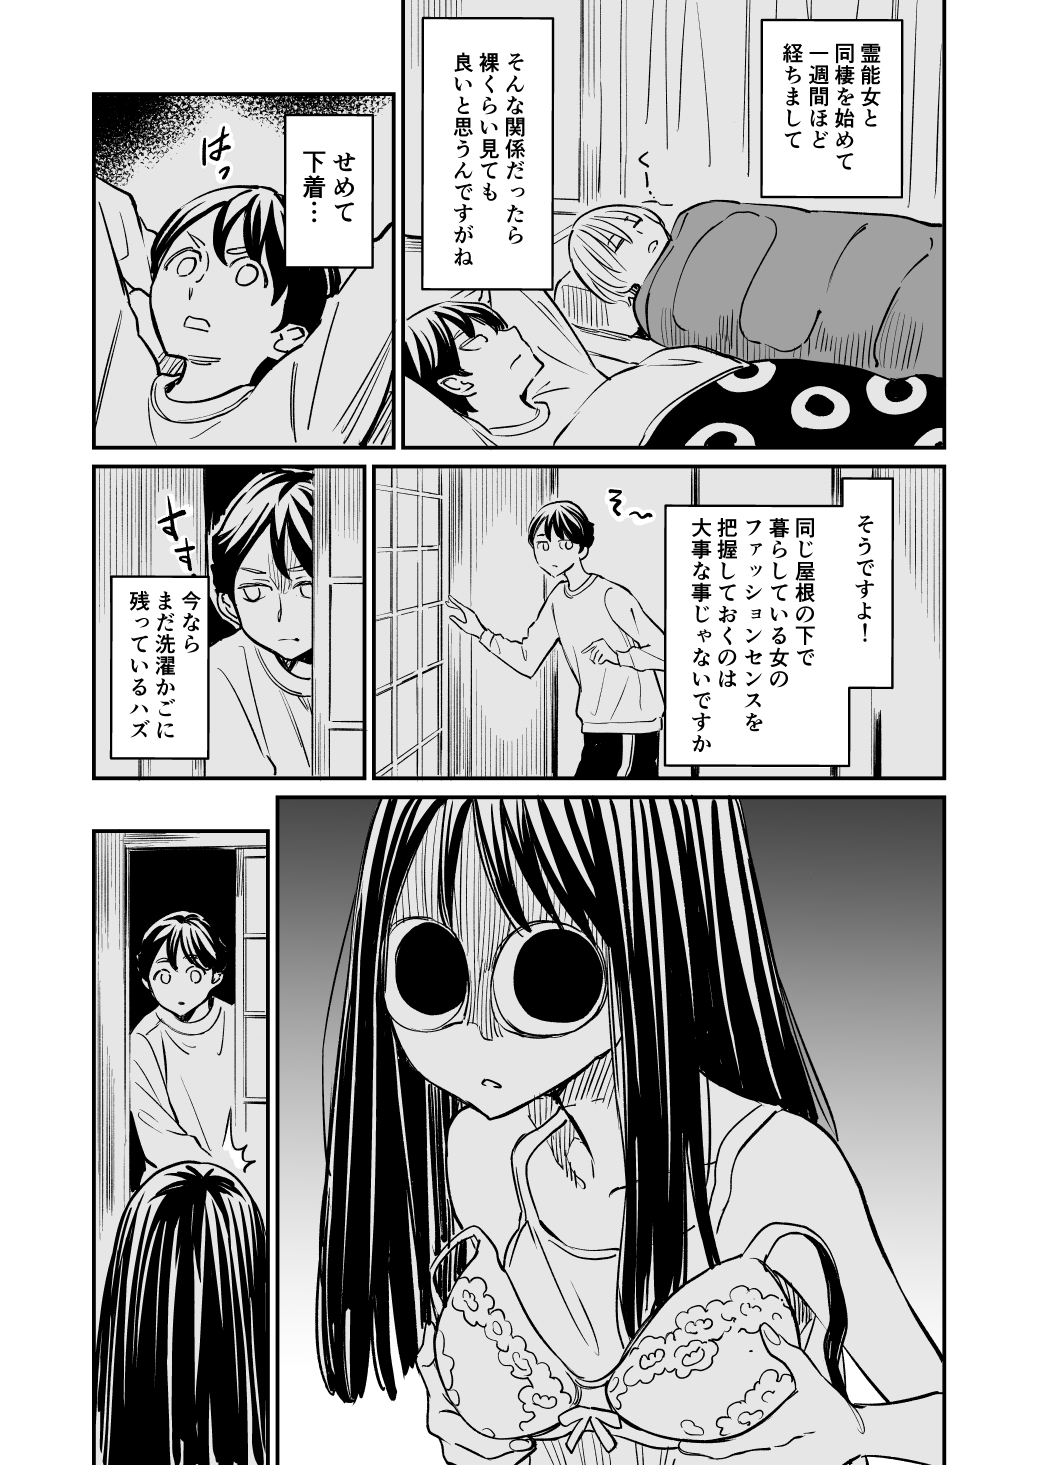 霊能女と
同棲を始めて
一週間ほど
経ちまして
く
そんな関係だったら
裸くらい見ても
良いと思うんですがね
せめて
下着…
はっ
そうですよ！
同じ屋根の下で
暮らしている女の
ファッションセンスを
把握しておくのは
大事な事じゃないですか
そ～
すす
今なら
まだ洗濯かごに
残っているハズ